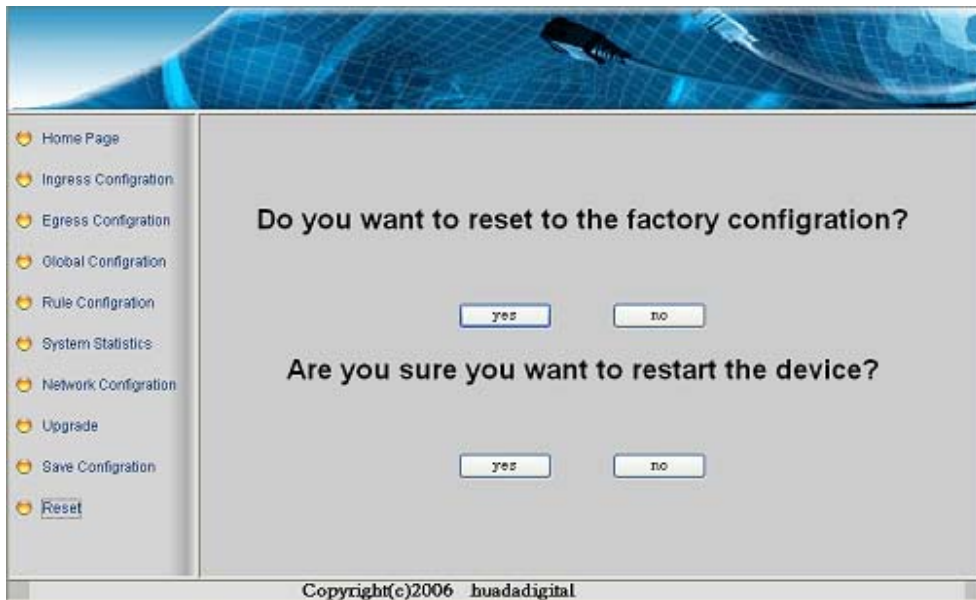 Home Page
Ingress Configration
Egress Configration
Global Configration
Rule Configration
System Statistics
Network Configration
Upgrade
Save Configration
Reset
Do you want to reset to the factory configration?
yes no
Are you sure you want to restart the device?
yes no
Copyright(c)2006 huadadigital